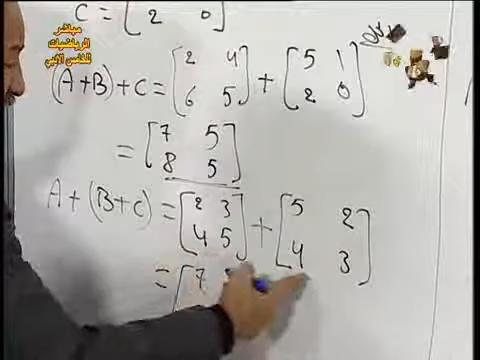 C = [ 2 0 ]
مباشر
الرياضيات
للخامس الادبي
(A+B)+C = [ 2 4 ] + [ 5 1 ]
[ 6 5 ] [ 2 0 ]
= [ 7 5 ]
[ 8 5 ]
A+(B+C) = [ 2 3 ] + [ 5 2 ]
[ 4 5 ] [ 4 3 ]
= [ 7